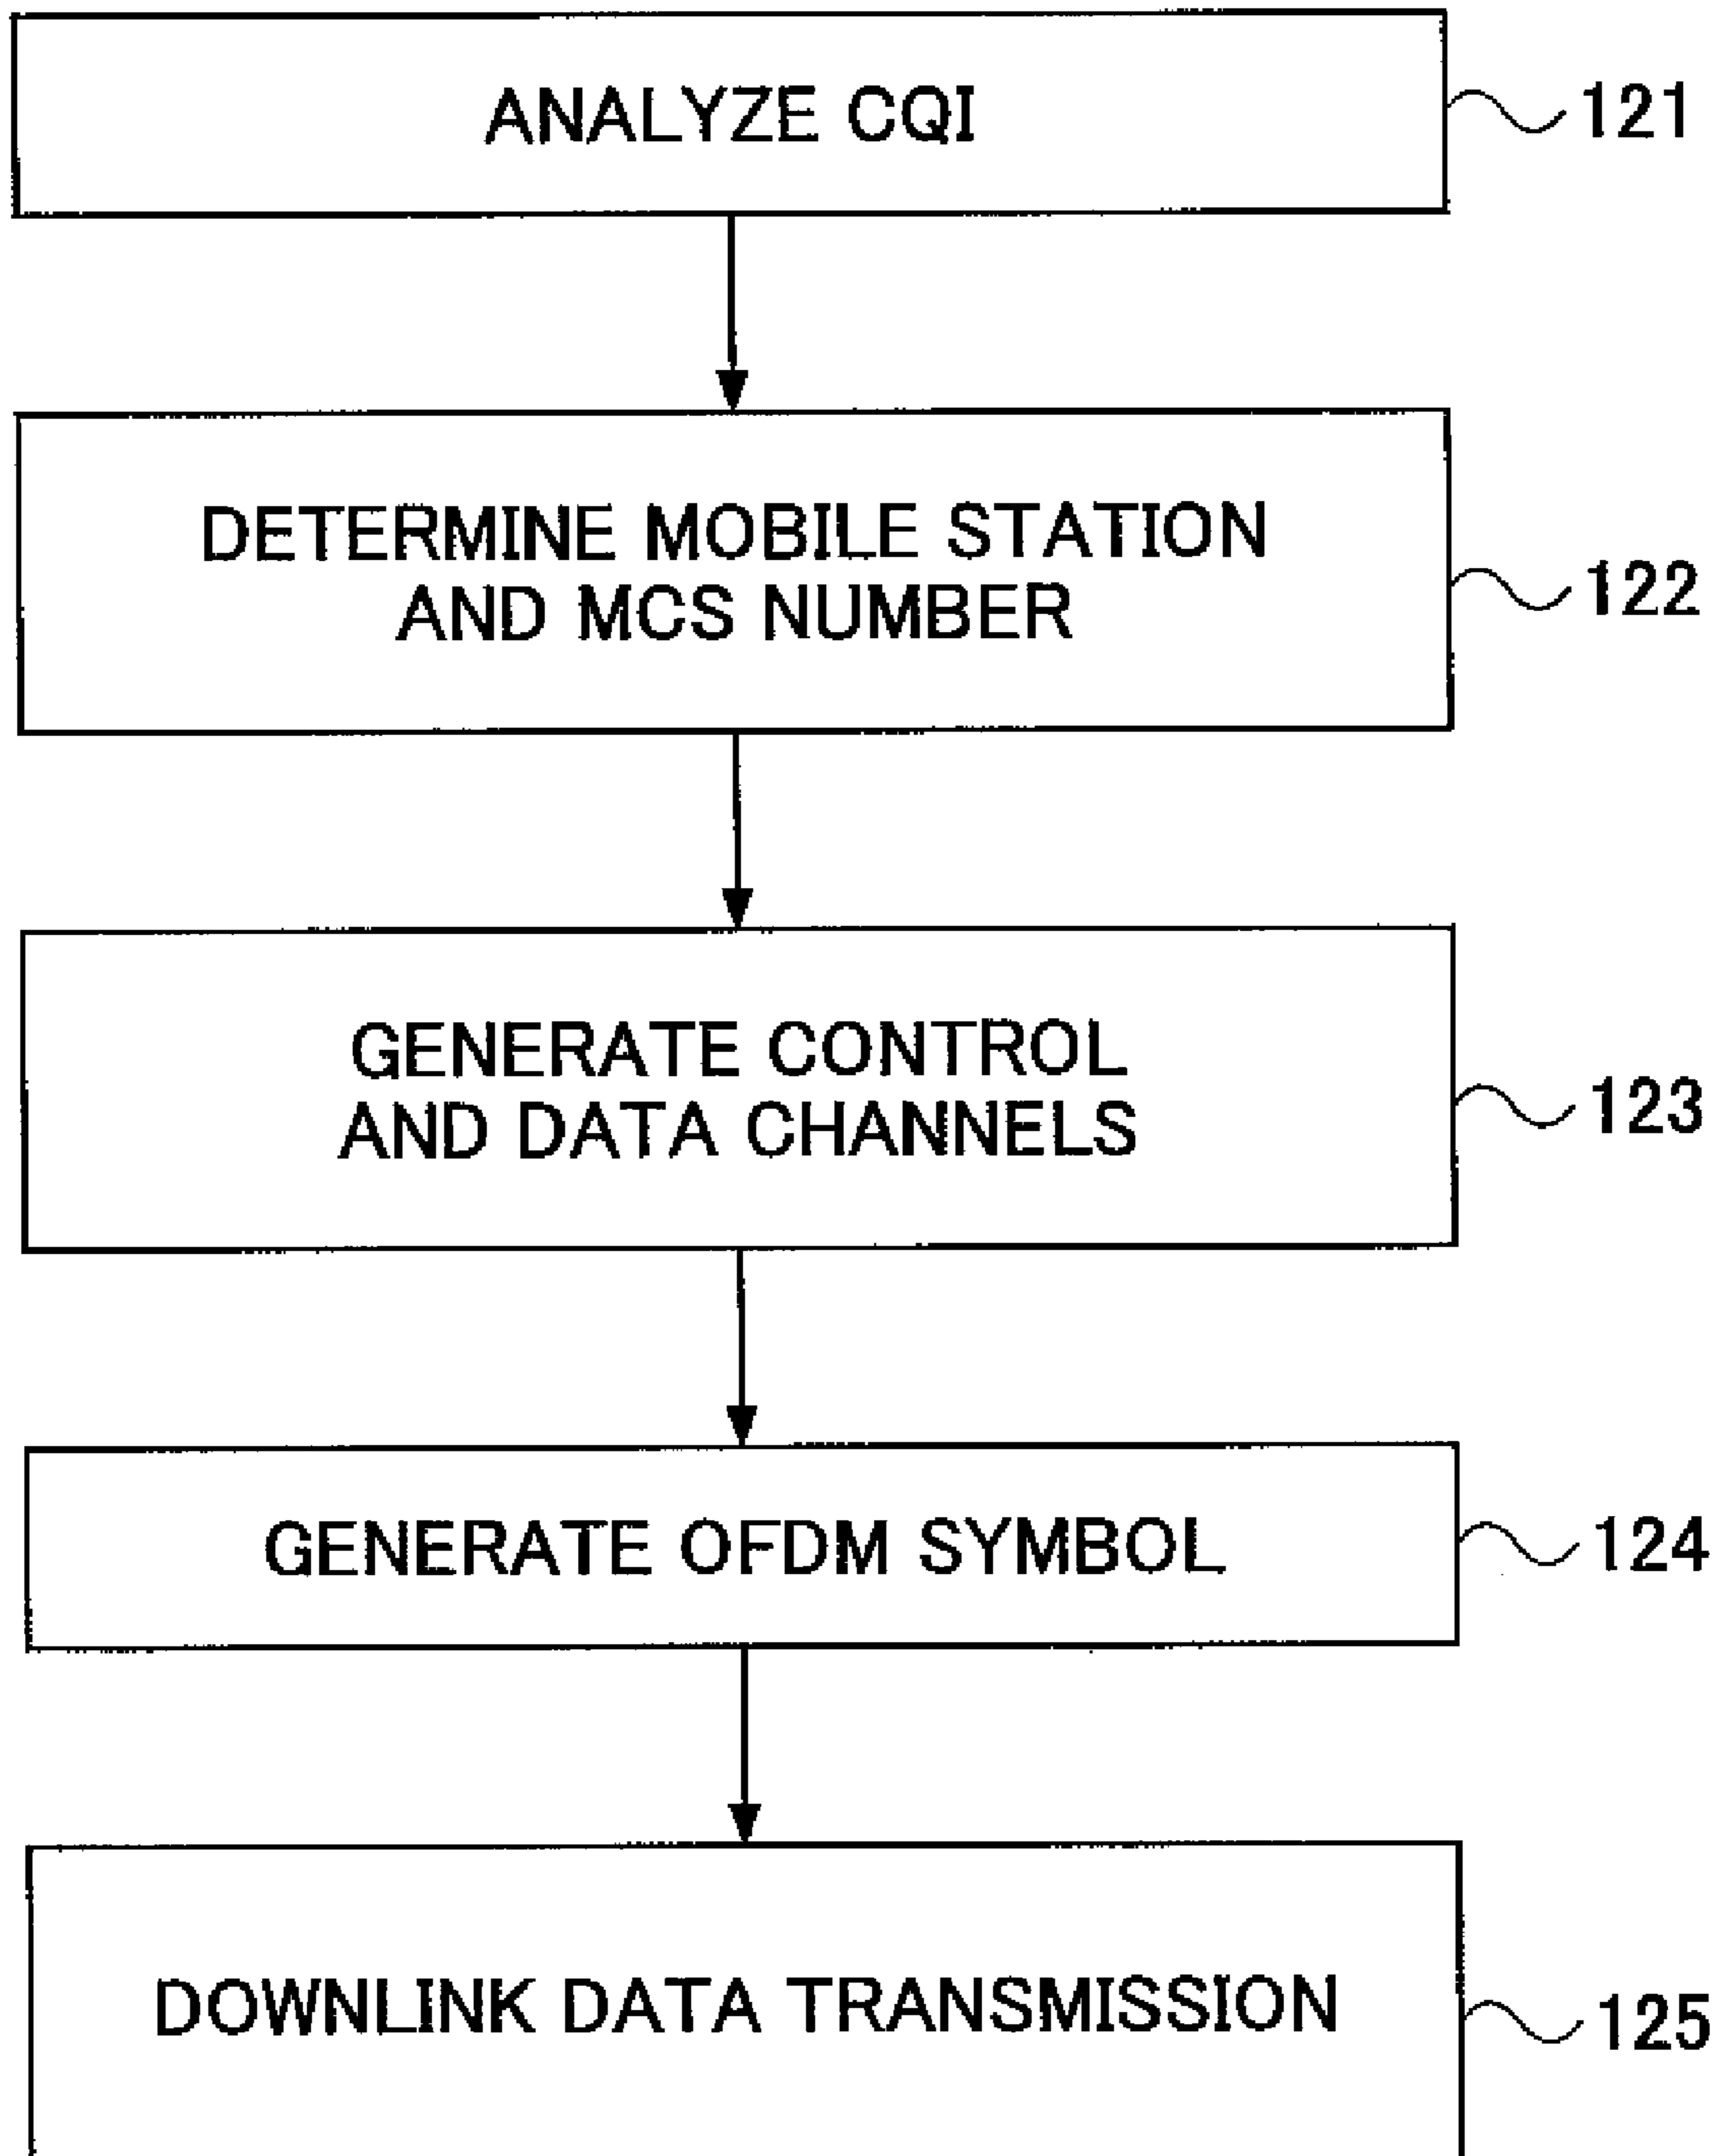 ANALYZE CQI
121
DETERMINE MOBILE STATION
AND MCS NUMBER
122
GENERATE CONTROL
AND DATA CHANNELS
123
GENERATE OFDM SYMBOL
124
DOWNLINK DATA TRANSMISSION
125